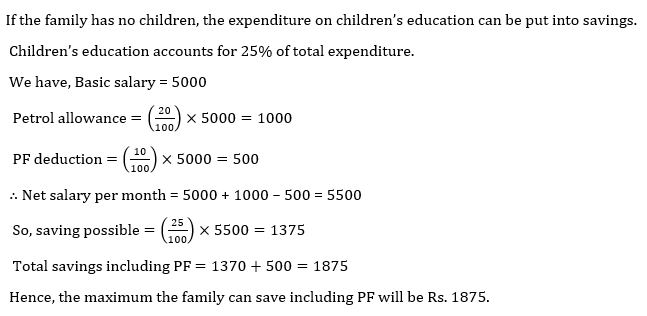 If the family has no children, the expenditure on children’s education can be put into savings.
Children’s education accounts for 25% of total expenditure.
We have, Basic salary = 5000
Petrol allowance = (20/100) × 5000 = 1000
PF deduction = (10/100) × 5000 = 500
∴ Net salary per month = 5000 + 1000 − 500 = 5500
So, saving possible = (25/100) × 5500 = 1375
Total savings including PF = 1370 + 500 = 1875
Hence, the maximum the family can save including PF will be Rs. 1875.